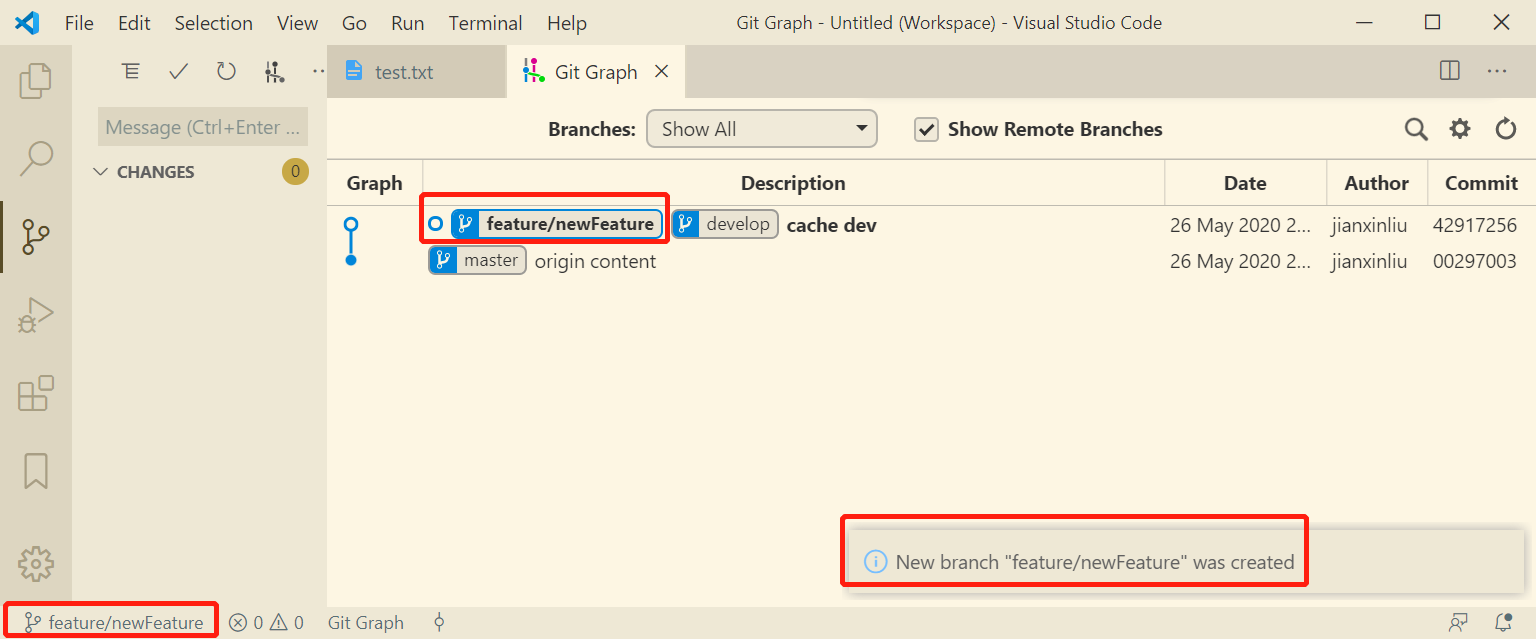 File Edit Selection View Go Run Terminal Help Git Graph - Untitled (Workspace) - Visual Studio Code
test.txt Git Graph
Message (Ctrl+Enter ...
Branches: Show All Show Remote Branches
CHANGES 0
Graph Description Date Author Commit
feature/newFeature develop cache dev 26 May 2020 2... jianxinliu 42917256
master origin content 26 May 2020 2... jianxinliu 00297003
New branch "feature/newFeature" was created
feature/newFeature 0 0 Git Graph